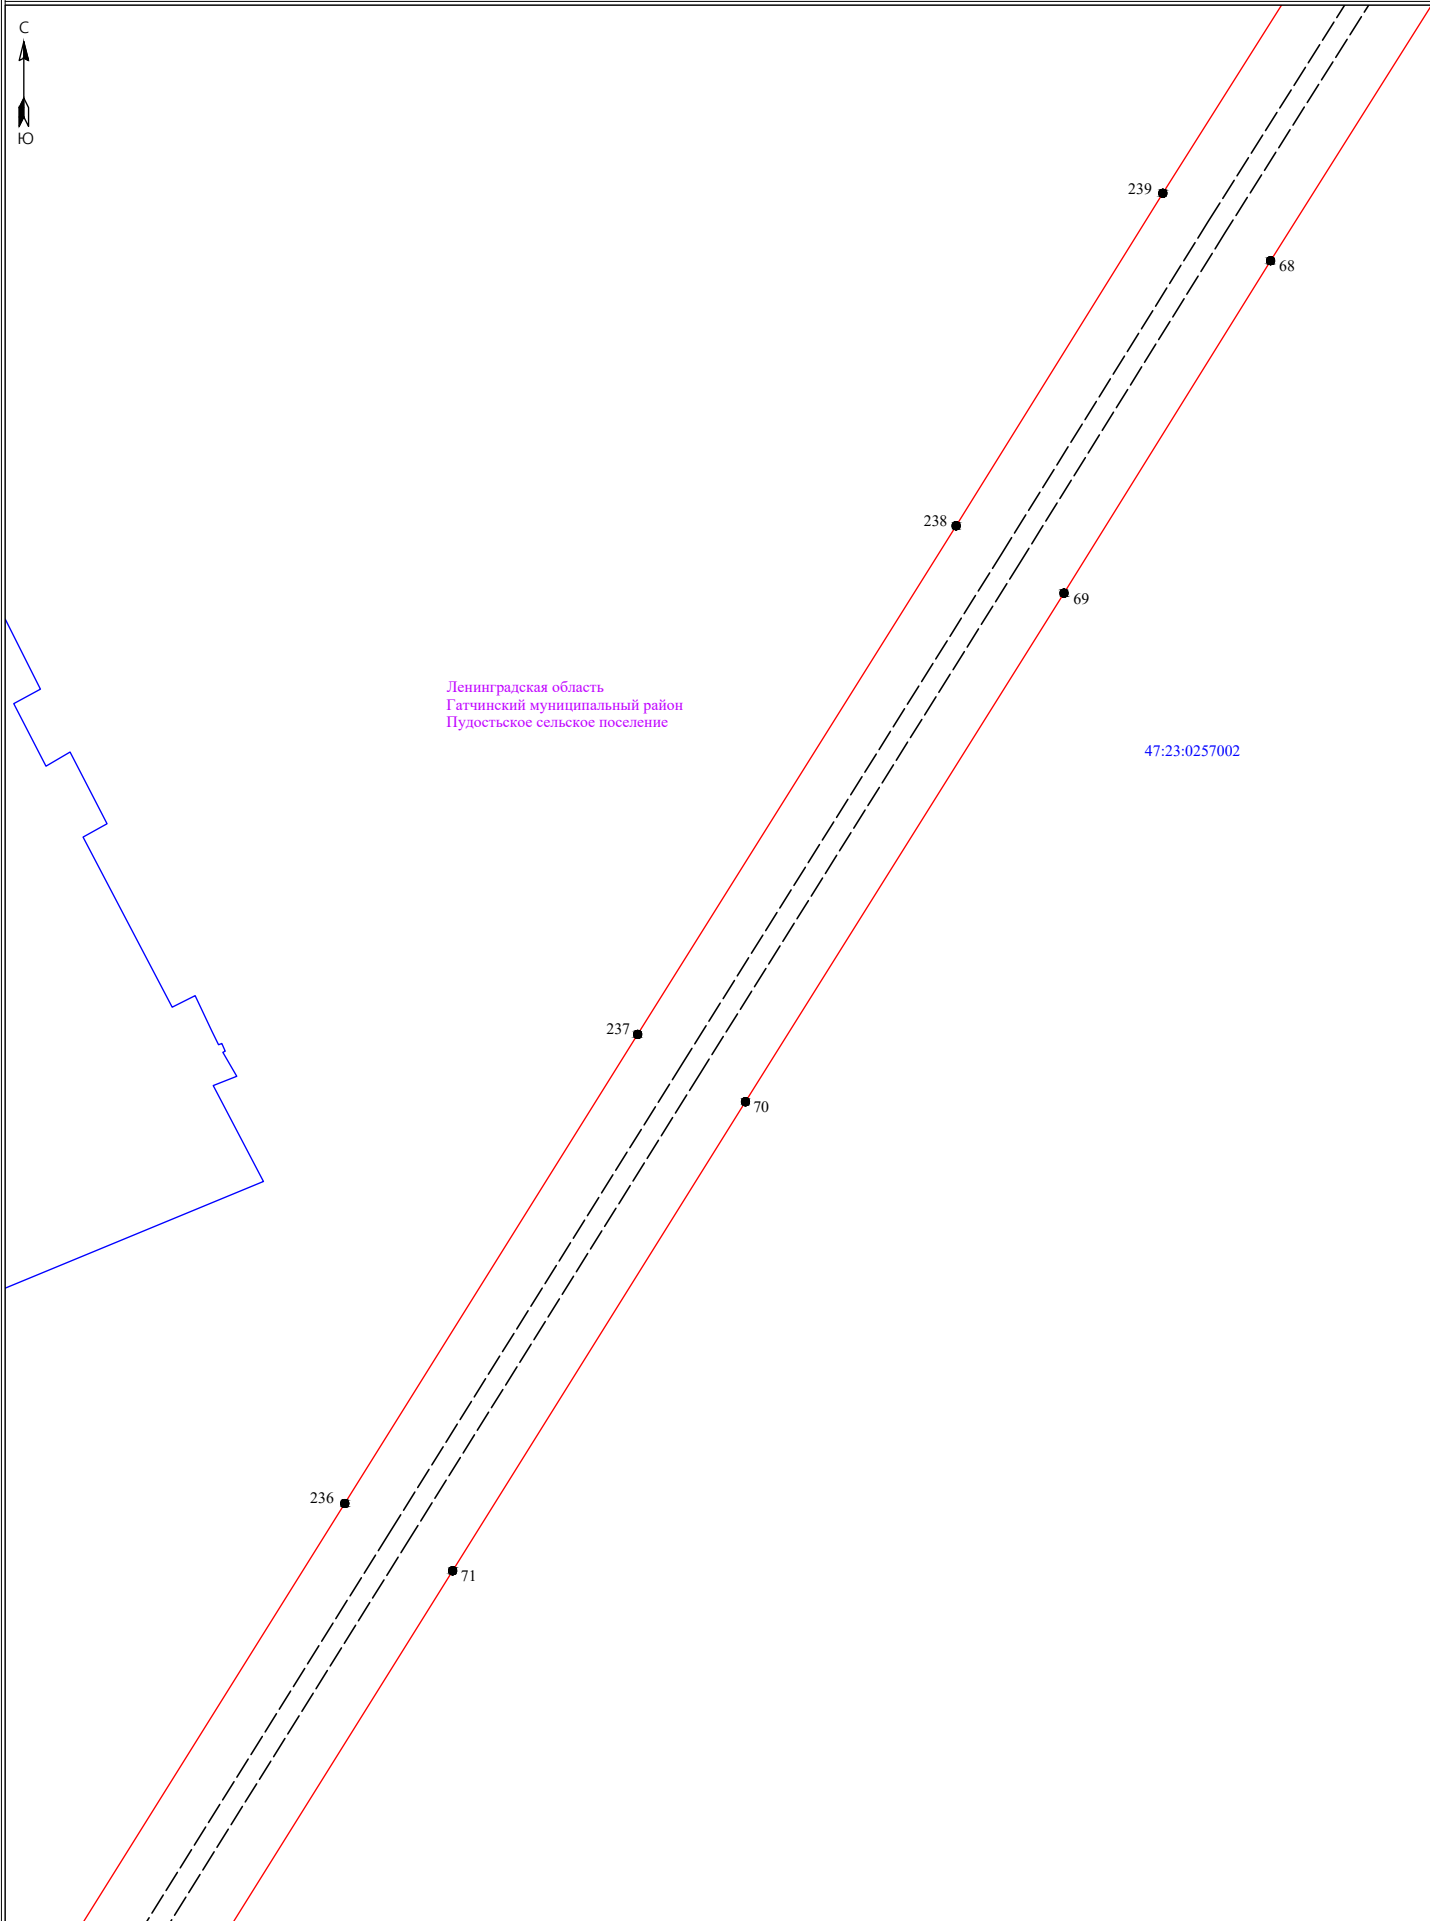 С
Ю
239
68
238
69
Ленинградская область
Гатчинский муниципальный район
Пудостьское сельское поселение
47:23:0257002
237
70
236
71